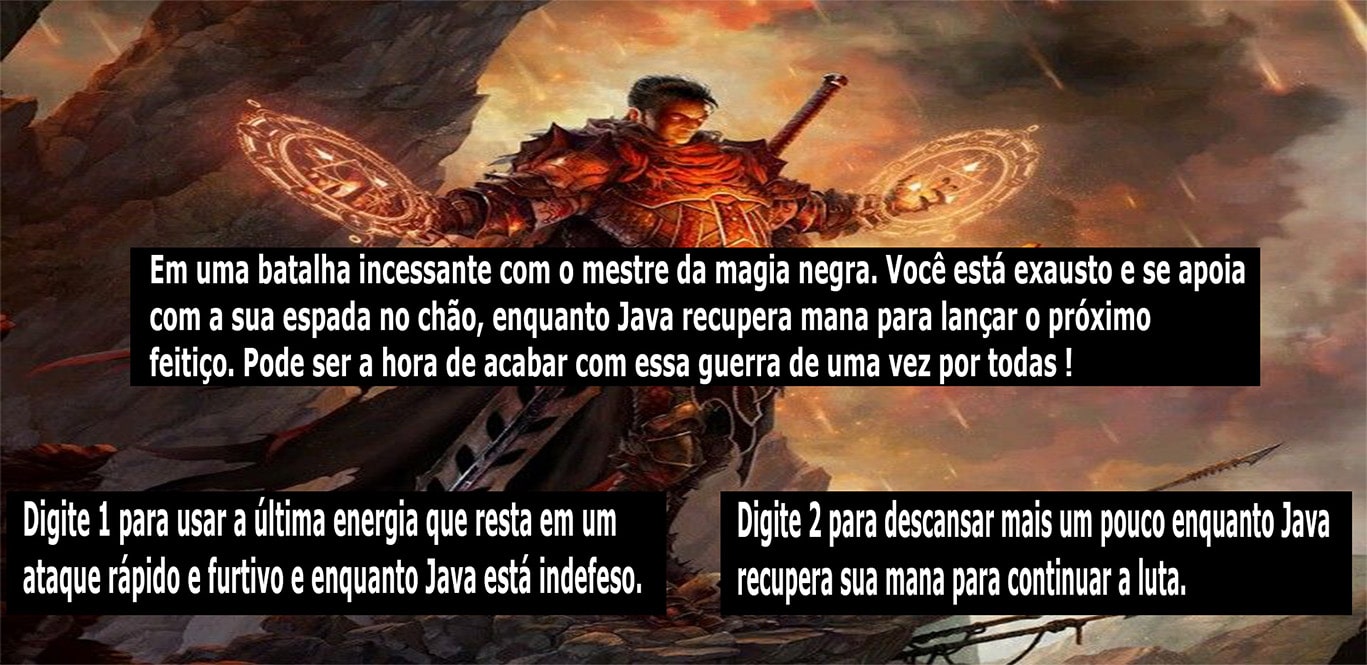 Em uma batalha incessante com o mestre da magia negra. Você está exausto e se apoia
com a sua espada no chão, enquanto Java recupera mana para lançar o próximo
feitiço. Pode ser a hora de acabar com essa guerra de uma vez por todas !
Digite 1 para usar a última energia que resta em um
ataque rápido e furtivo e enquanto Java está indefeso.
Digite 2 para descansar mais um pouco enquanto Java
recupera sua mana para continuar a luta.